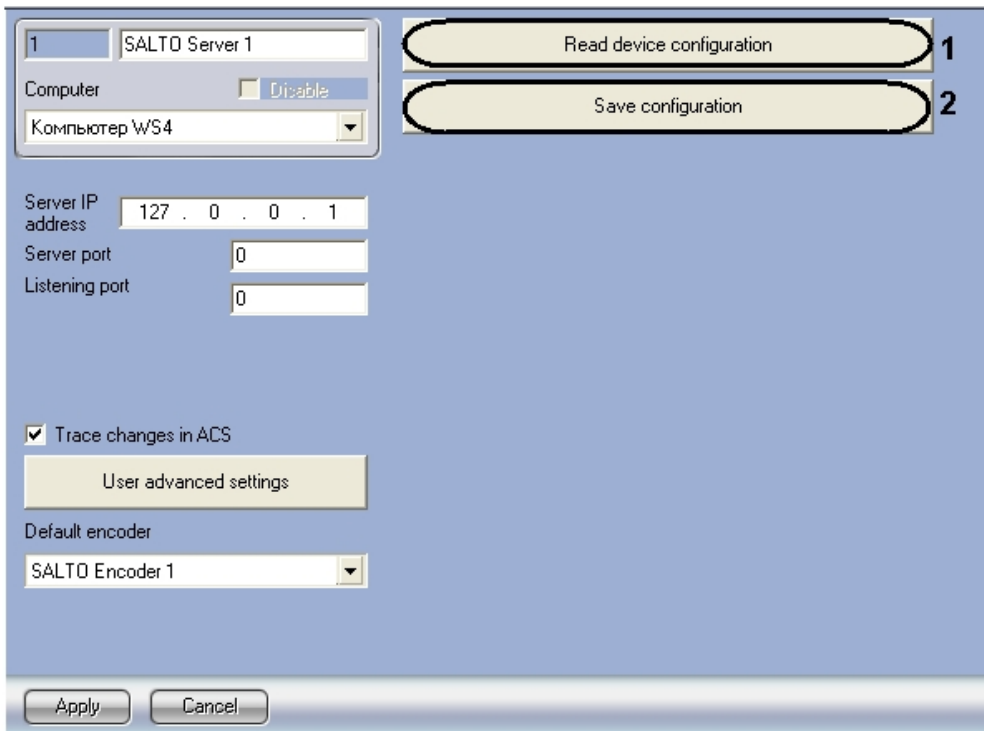 1 SALTO Server 1
Computer Disable
Компьютер WS4
Read device configuration 1
Save configuration 2
Server IP address 127 . 0 . 0 . 1
Server port 0
Listening port 0
Trace changes in ACS
User advanced settings
Default encoder
SALTO Encoder 1
Apply Cancel